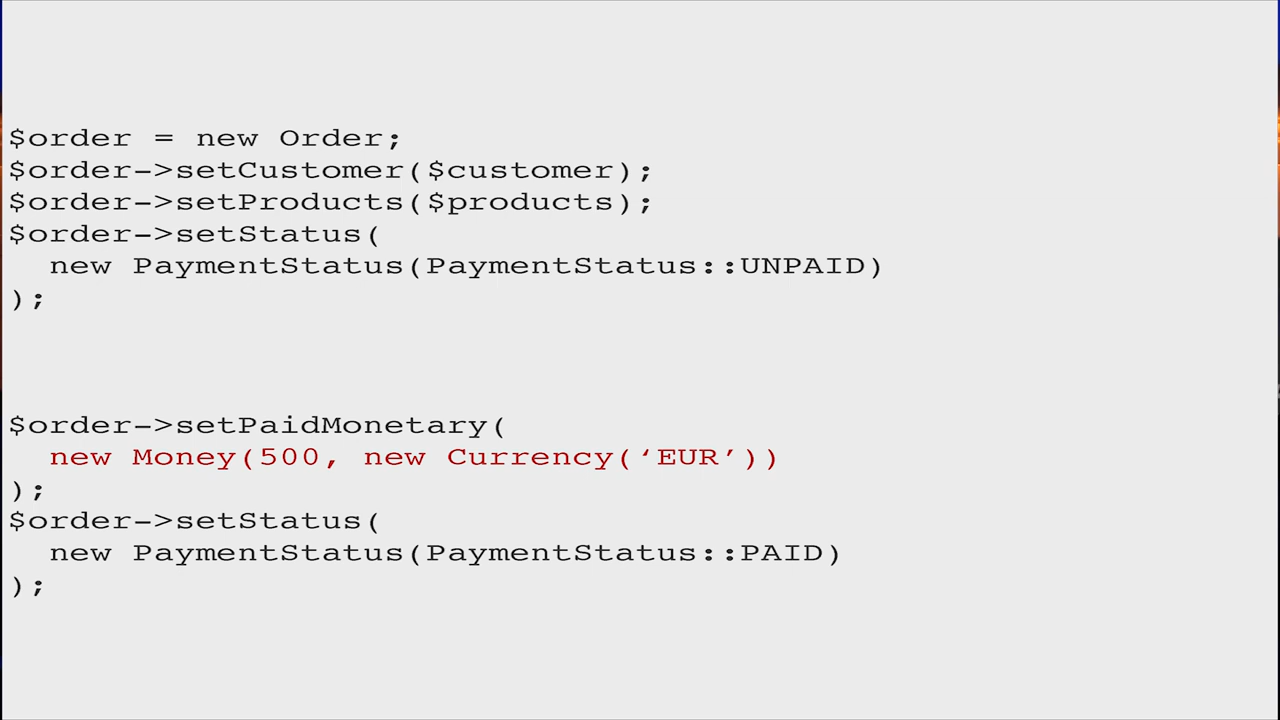 $order = new Order;
$order->setCustomer($customer);
$order->setProducts($products);
$order->setStatus(
  new PaymentStatus(PaymentStatus::UNPAID)
);
$order->setPaidMonetary(
  new Money(500, new Currency(‘EUR’))
);
$order->setStatus(
  new PaymentStatus(PaymentStatus::PAID)
);